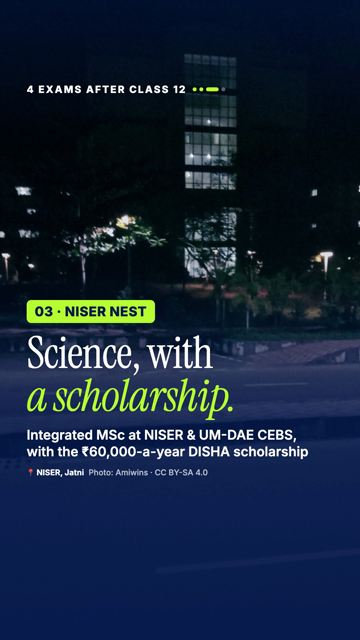 4 EXAMS AFTER CLASS 12
03 · NISER NEST
Science, with
a scholarship.
Integrated MSc at NISER & UM-DAE CEBS,
with the ₹60,000-a-year DISHA scholarship
📍 NISER, Jatni Photo: Amiwins · CC BY-SA 4.0